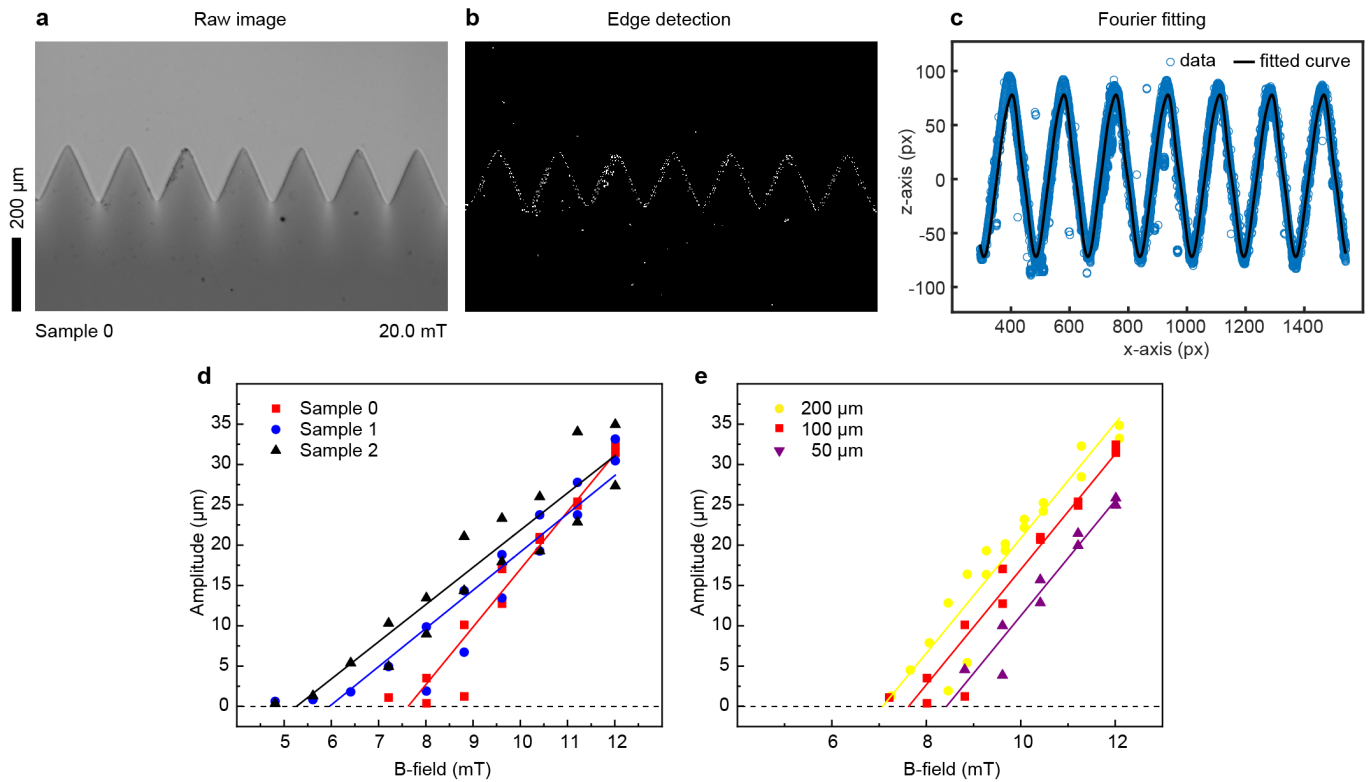 a Raw image
b Edge detection
c Fourier fitting
200 µm
Sample 0 20.0 mT
data fitted curve
100
50
0
-50
-100
z-axis (px)
400 600 800 1000 1200 1400
x-axis (px)
d
Sample 0
Sample 1
Sample 2
35
30
25
20
15
10
5
0
Amplitude (µm)
5 6 7 8 9 10 11 12
B-field (mT)
e
200 µm
100 µm
50 µm
35
30
25
20
15
10
5
0
Amplitude (µm)
6 8 10 12
B-field (mT)